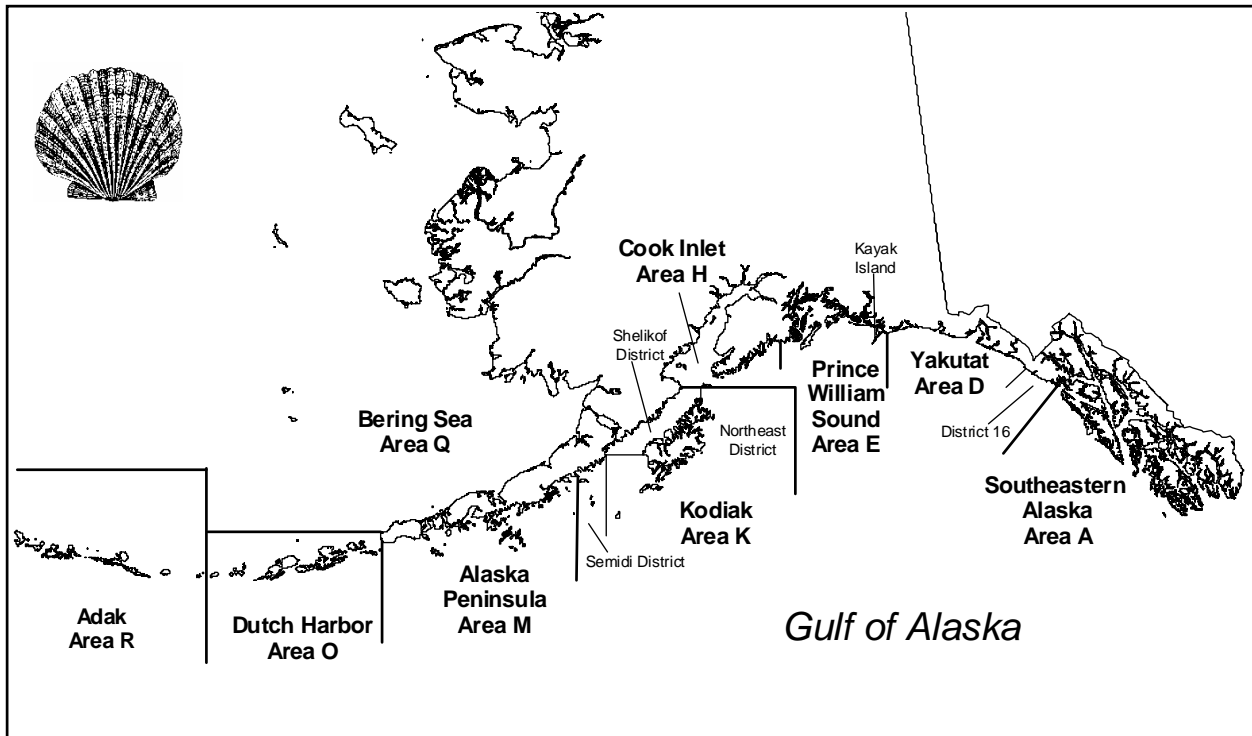 Cook Inlet
Area H
Kayak
Island
Shelikof
District
Prince
William
Sound
Area E
Yakutat
Area D
District 16
Bering Sea
Area Q
Northeast
District
Southeastern
Alaska
Area A
Kodiak
Area K
Semidi District
Alaska
Peninsula
Area M
Adak
Area R
Dutch Harbor
Area O
Gulf of Alaska